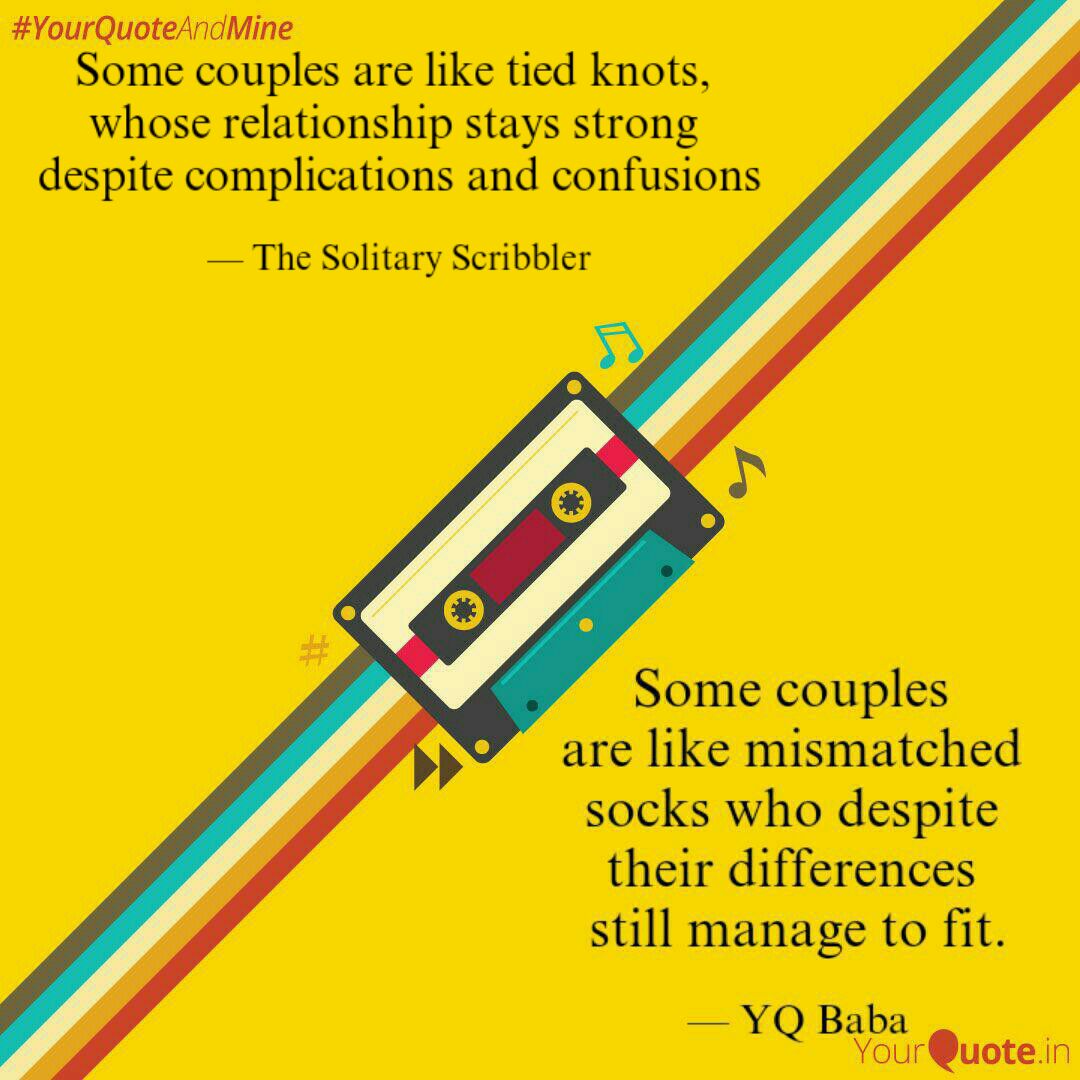 #YourQuoteAndMine
Some couples are like tied knots,
whose relationship stays strong
despite complications and confusions
— The Solitary Scribbler
#
Some couples
are like mismatched
socks who despite
their differences
still manage to fit.
— YQ Baba
YourQuote.in